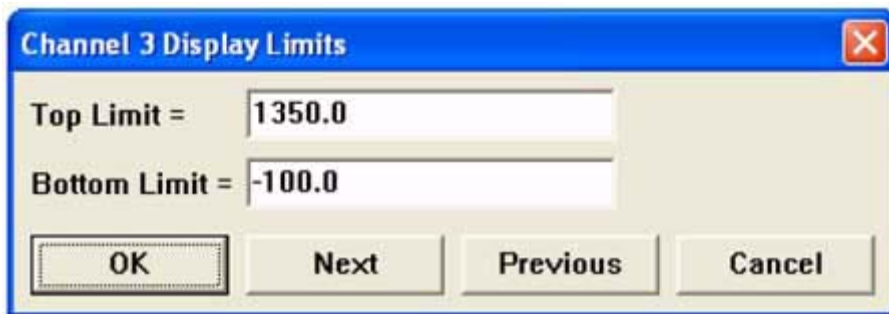 Channel 3 Display Limits
Top Limit = 1350.0
Bottom Limit = -100.0
OK Next Previous Cancel